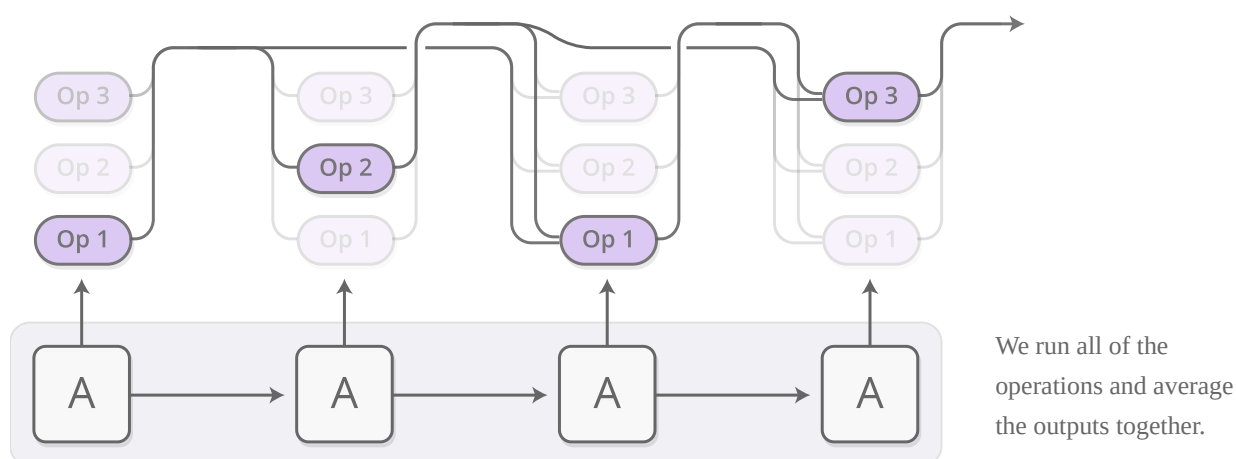 Op 3 Op 3 Op 3 Op 3
Op 2 Op 2 Op 2 Op 2
Op 1 Op 1 Op 1 Op 1
A A A A
We run all of the
operations and average
the outputs together.